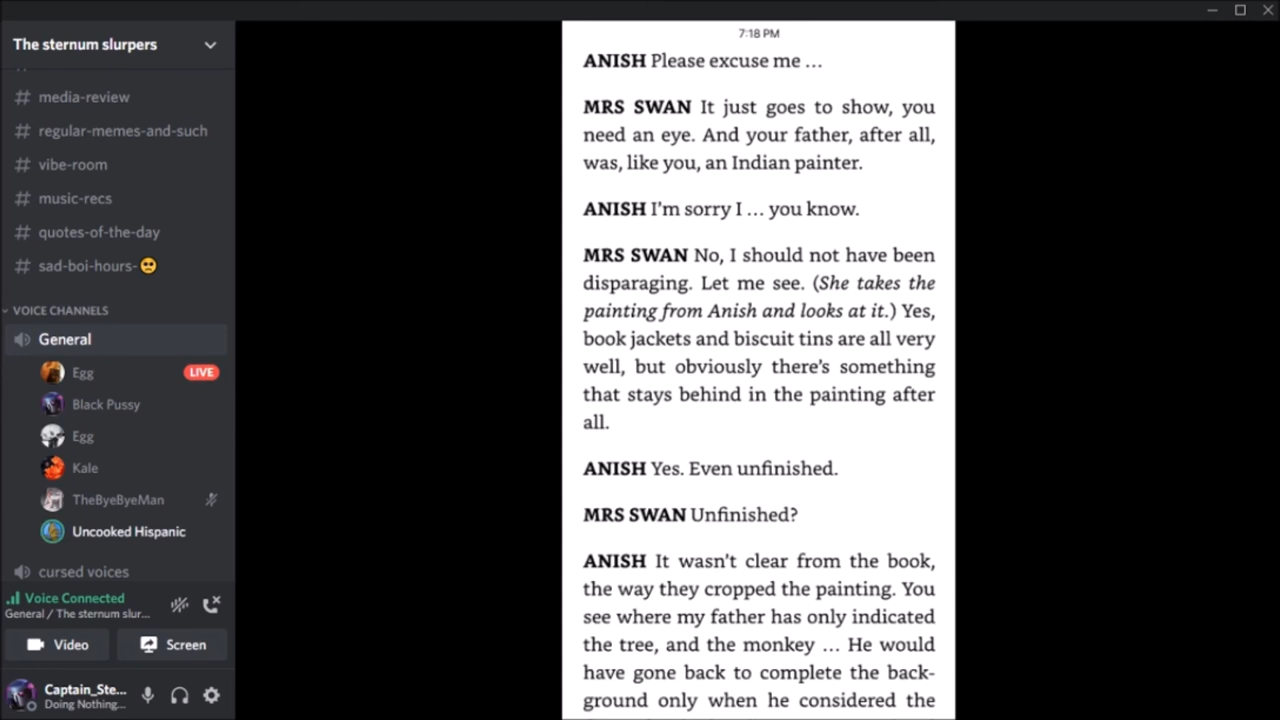 The sternum slurpers
# media-review
# regular-memes-and-such
# vibe-room
# music-recs
# quotes-of-the-day
# sad-boi-hours-🥺
VOICE CHANNELS
General
Egg LIVE
Black Pussy
Egg
Kale
TheByeByeMan
Uncooked Hispanic
cursed voices
Voice Connected
General / The sternum slur...
Video
Screen
Captain_Ste...
Doing Nothing...
7:18 PM
ANISH Please excuse me ...
MRS SWAN It just goes to show, you
need an eye. And your father, after all,
was, like you, an Indian painter.
ANISH I'm sorry I ... you know.
MRS SWAN No, I should not have been
disparaging. Let me see. (She takes the
painting from Anish and looks at it.) Yes,
book jackets and biscuit tins are all very
well, but obviously there's something
that stays behind in the painting after
all.
ANISH Yes. Even unfinished.
MRS SWAN Unfinished?
ANISH It wasn't clear from the book,
the way they cropped the painting. You
see where my father has only indicated
the tree, and the monkey ... He would
have gone back to complete the back-
ground only when he considered the